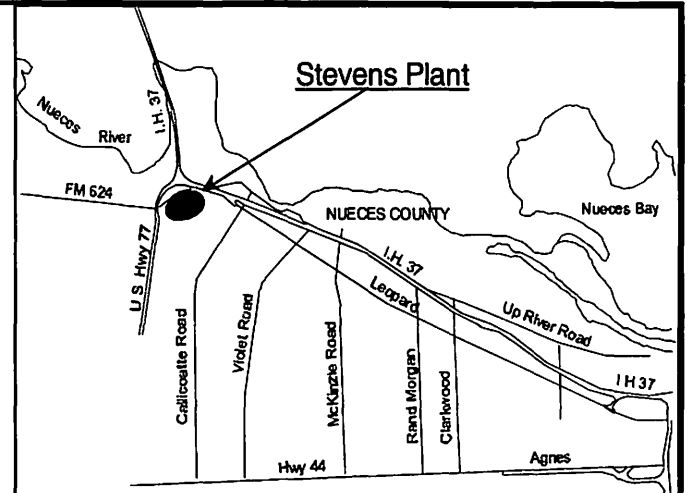 Stevens Plant
Nuecos
River
I.H. 37
FM 624
U S Hwy 77
NUECES COUNTY
Nueces Bay
I.H. 37
Leopard
Up River Road
Callicoatte Road
Violet Road
McKinzie Road
Rand Morgan
Clarkwood
I H 37
Hwy 44
Agnes